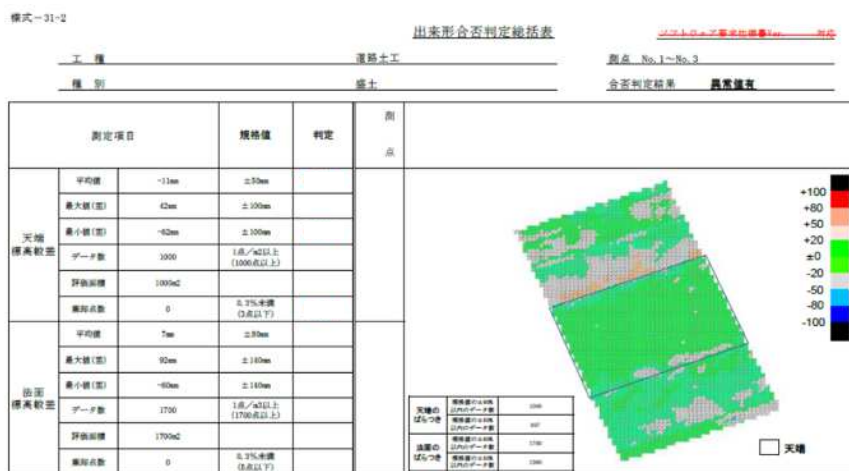 様式－31-2
出来形合否判定総括表
工 種 道路土工 測点 No.1～No.3
種 別 盛土 合否判定結果 異常値有
測定項目 規格値 判定 測点
天端 標高較差
平均値 -11mm ±50mm
最大値(差) 42mm ±100mm
最小値(差) -62mm ±100mm
データ数 1000 1点／m2以上 (1000点以上)
評価面積 1000m2
棄却点数 0 0.3%未満 (3点以下)
法面 標高較差
平均値 7mm ±80mm
最大値(差) 92mm ±140mm
最小値(差) -60mm ±140mm
データ数 1700 1点／m2以上 (1700点以上)
評価面積 1700m2
棄却点数 0 0.3%未満 (5点以下)
+100
+80
+50
+20
±0
-20
-50
-80
-100
天端の ばらつき
法面の ばらつき
天端